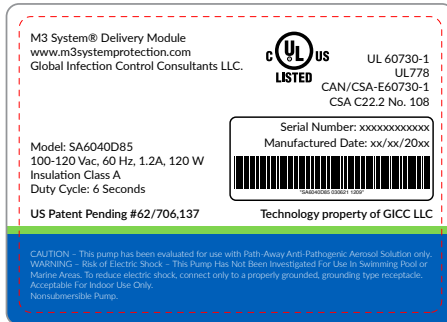 M3 System® Delivery Module
www.m3systemprotection.com
Global Infection Control Consultants LLC.
C UL US
LISTED
UL 60730-1
UL778
CAN/CSA-E60730-1
CSA C22.2 No. 108
Serial Number: xxxxxxxxxxxx
Manufactured Date: xx/xx/20xx
*SA6040D85 030621 1309*
Model: SA6040D85
100-120 Vac, 60 Hz, 1.2A, 120 W
Insulation Class A
Duty Cycle: 6 Seconds
US Patent Pending #62/706,137
Technology property of GICC LLC
CAUTION – This pump has been evaluated for use with Path-Away Anti-Pathogenic Aerosol Solution only.
WARNING – Risk of Electric Shock – This Pump Has Not Been Investigated For Use In Swimming Pool or
Marine Areas. To reduce electric shock, connect only to a properly grounded, grounding type receptacle.
Acceptable For Indoor Use Only.
Nonsubmersible Pump.